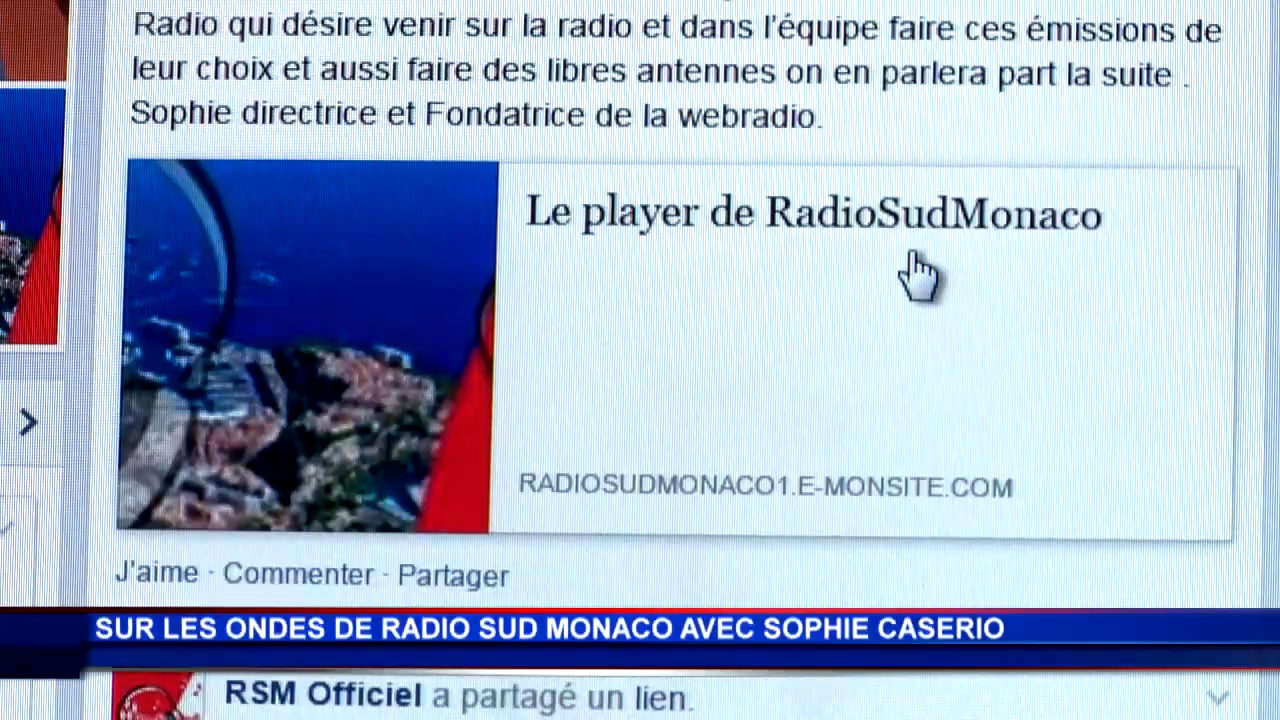 Radio qui désire venir sur la radio et dans l'équipe faire ces émissions de
leur choix et aussi faire des libres antennes on en parlera part la suite .
Sophie directrice et Fondatrice de la webradio.
Le player de RadioSudMonaco
RADIOSUDMONACO1.E-MONSITE.COM
J'aime · Commenter · Partager
SUR LES ONDES DE RADIO SUD MONACO AVEC SOPHIE CASERIO
RSM Officiel a partagé un lien.